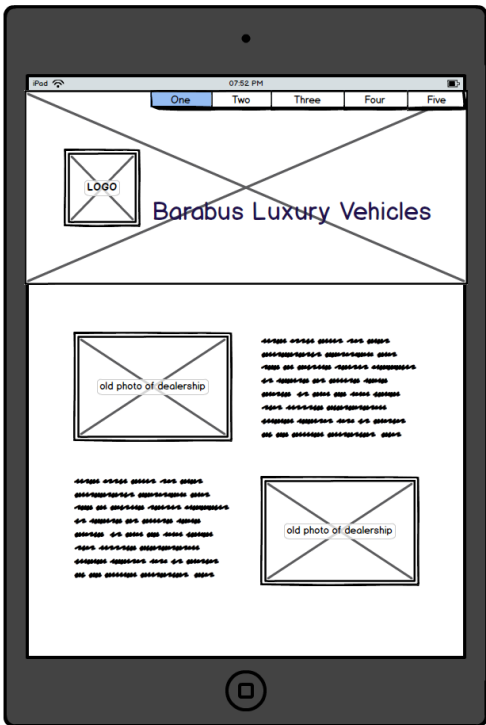 iPad 07:52 PM
One Two Three Four Five
LOGO
Barabus Luxury Vehicles
old photo of dealership
old photo of dealership